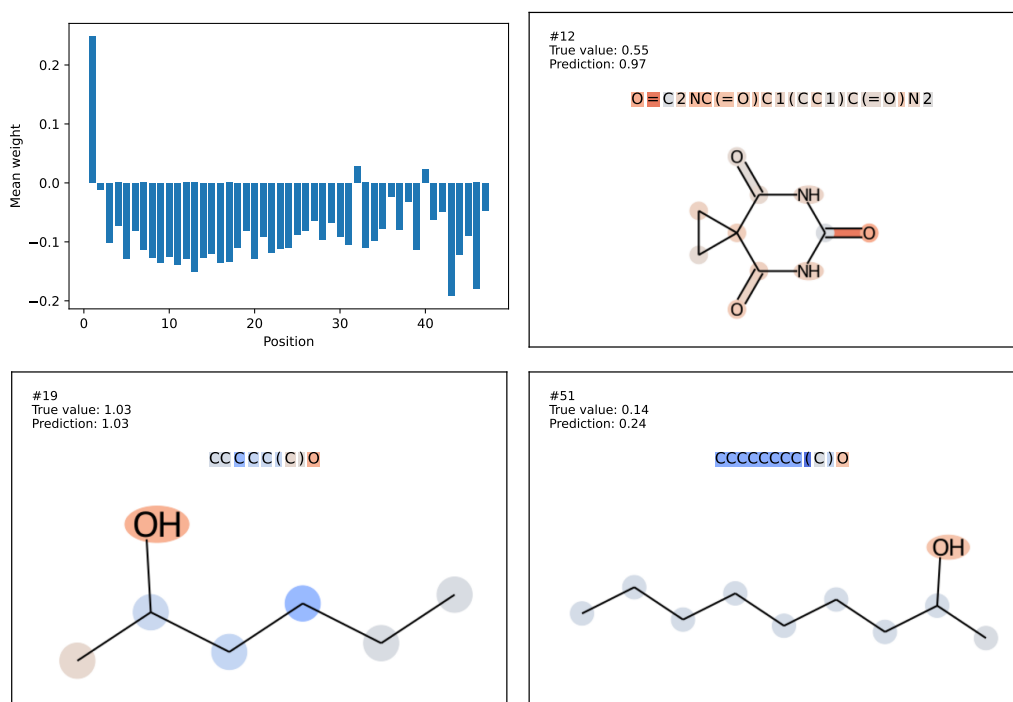 0.2
0.1
0.0
−0.1
−0.2
Mean weight
0
10
20
30
40
Position
#12
True value: 0.55
Prediction: 0.97
O=C2NC(=O)C1(CC1)C(=O)N2
O
NH
O
NH
O
#19
True value: 1.03
Prediction: 1.03
CCCCC(C)O
OH
#51
True value: 0.14
Prediction: 0.24
CCCCCCCC(C)O
OH